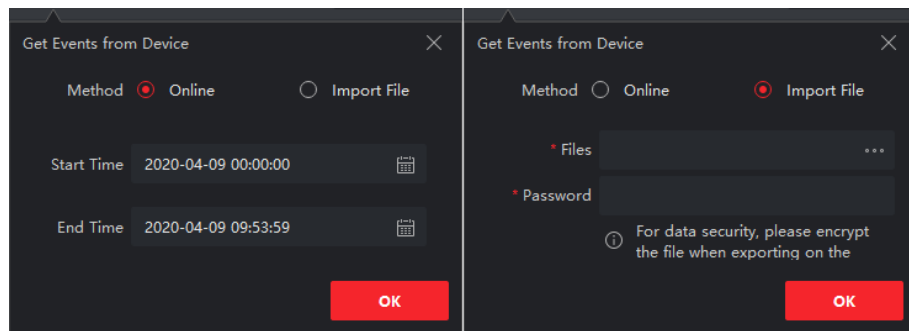 Get Events from Device
Method Online Import File
Start Time 2020-04-09 00:00:00
End Time 2020-04-09 09:53:59
OK
Get Events from Device
Method Online Import File
* Files
* Password
For data security, please encrypt
the file when exporting on the
OK